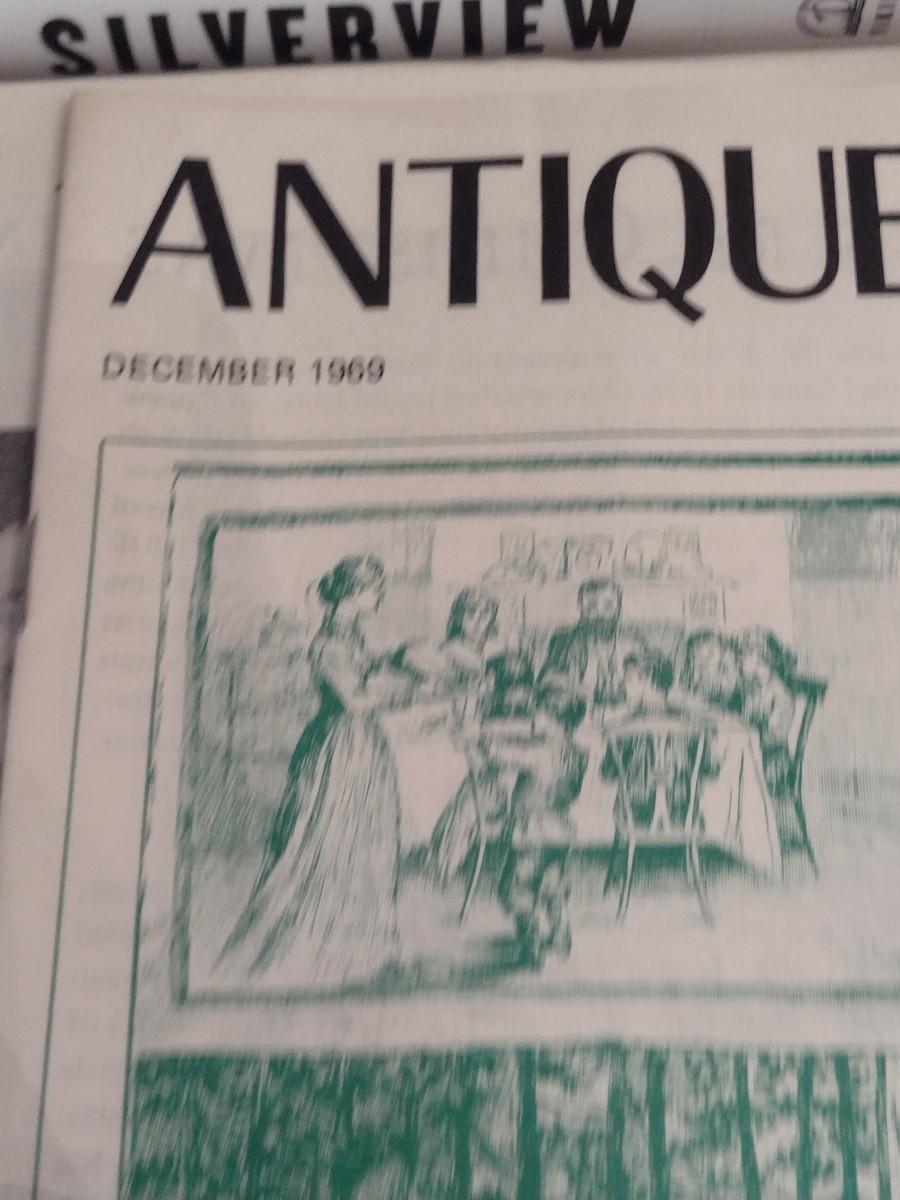 SILVERVIEW
ANTIQUE
DECEMBER 1969